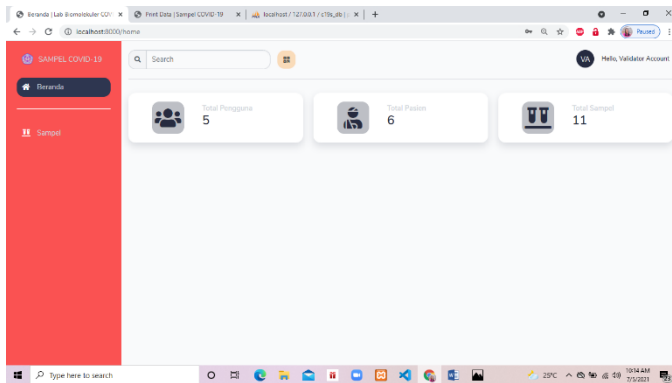 Beranda | Lab Biomolekuler COVI
Print Data | Sampel COVID-19
localhost / 127.0.0.1 / c19s_db |
localhost:8000/home
Paused
SAMPEL COVID-19
Search
VA
Hello, Validator Account
Beranda
Total Pengguna
5
Total Pasien
6
Total Sampel
11
Sampel
Type here to search
25°C
10:14 AM
7/5/2021